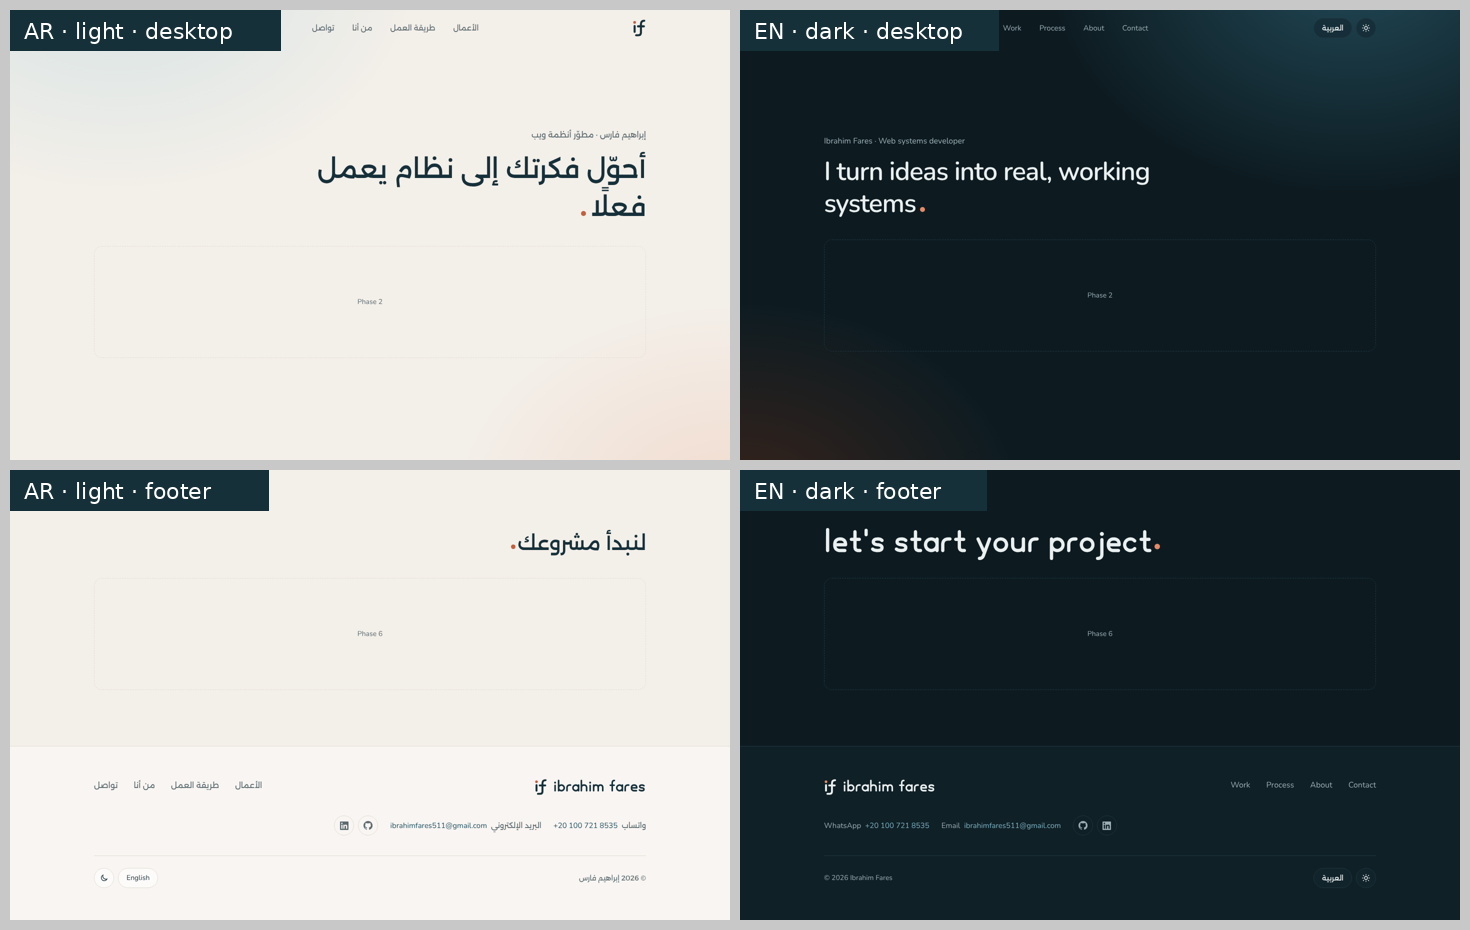 AR · light · desktop
الأعمال
طريقة العمل
من أنا
تواصل
if
إبراهيم فارس · مطوّر أنظمة ويب
أحوّل فكرتك إلى نظام يعمل
فعلًا.
Phase 2
EN · dark · desktop
Work
Process
About
Contact
العربية
Ibrahim Fares · Web systems developer
I turn ideas into real, working
systems.
Phase 2
AR · light · footer
لنبدأ مشروعك.
Phase 6
if ibrahim fares
الأعمال
طريقة العمل
من أنا
تواصل
واتساب +20 100 721 8535
البريد الإلكتروني ibrahimfares511@gmail.com
© 2026 إبراهيم فارس
English
EN · dark · footer
let's start your project.
Phase 6
if ibrahim fares
Work
Process
About
Contact
WhatsApp +20 100 721 8535
Email ibrahimfares511@gmail.com
© 2026 Ibrahim Fares
العربية